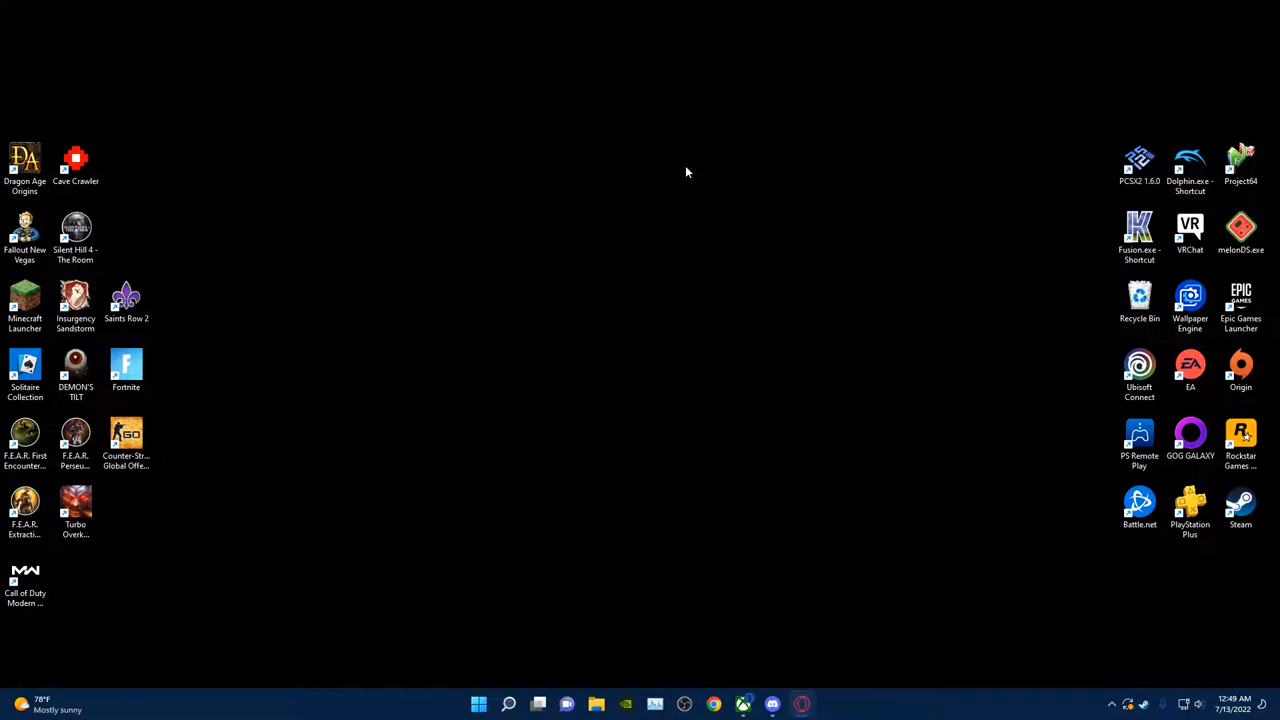 Dragon Age
Origins
Cave Crawler
Fallout New
Vegas
Silent Hill 4 -
The Room
Minecraft
Launcher
Insurgency
Sandstorm
Saints Row 2
Solitaire
Collection
DEMON'S
TILT
Fortnite
F.E.A.R. First
Encounter...
F.E.A.R.
Perseu...
Counter-Str...
Global Offe...
F.E.A.R.
Extracti...
Turbo
Overk...
Call of Duty
Modern ...
PCSX2 1.6.0
Dolphin.exe -
Shortcut
Project64
Fusion.exe -
Shortcut
VR
VRChat
melonDS.exe
Recycle Bin
Wallpaper
Engine
EPIC
GAMES
Epic Games
Launcher
Ubisoft
Connect
EA
EA
Origin
PS Remote
Play
GOG GALAXY
Rockstar
Games ...
Battle.net
PlayStation
Plus
Steam
78°F
Mostly sunny
12:49 AM
7/13/2022